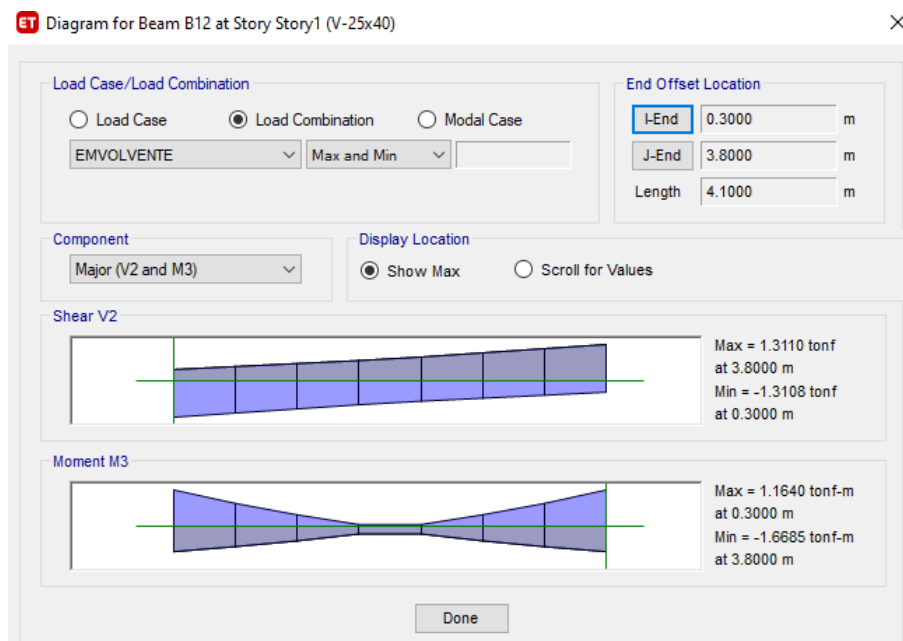 ET Diagram for Beam B12 at Story Story1 (V-25x40)
Load Case/Load Combination
Load Case Load Combination Modal Case
EMVOLVENTE Max and Min
End Offset Location
I-End 0.3000 m
J-End 3.8000 m
Length 4.1000 m
Component
Major (V2 and M3)
Display Location
Show Max Scroll for Values
Shear V2
Max = 1.3110 tonf
at 3.8000 m
Min = -1.3108 tonf
at 0.3000 m
Moment M3
Max = 1.1640 tonf-m
at 0.3000 m
Min = -1.6685 tonf-m
at 3.8000 m
Done